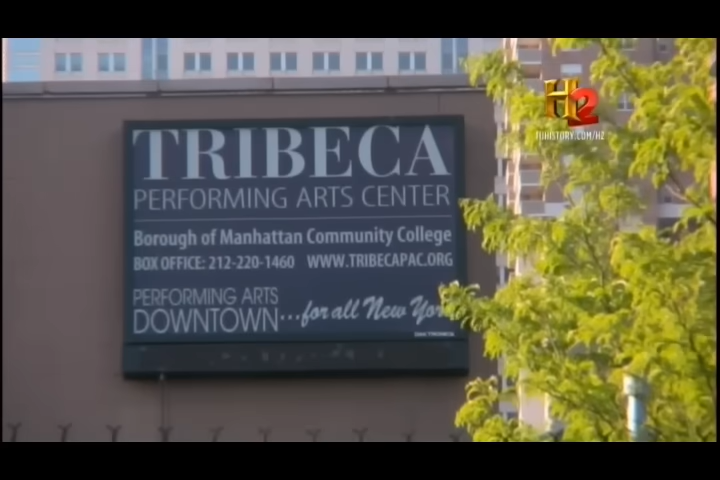 H2
TUHISTORY.COM/H2
TRIBECA
PERFORMING ARTS CENTER
Borough of Manhattan Community College
BOX OFFICE: 212-220-1460 WWW.TRIBECAPAC.ORG
PERFORMING ARTS
DOWNTOWN ...for all New York